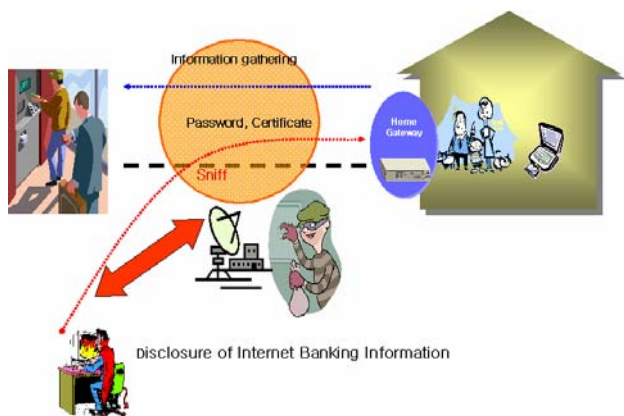 Information gathering
Password, Certificate
Home
Gateway
Sniff
Disclosure of Internet Banking Information